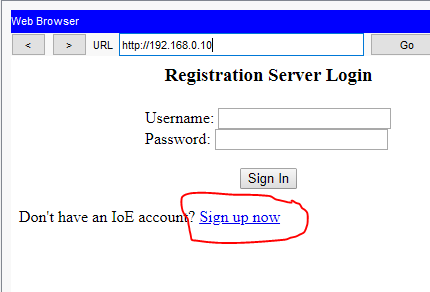 Web Browser
< > URL http://192.168.0.10 Go
Registration Server Login
Username:
Password:
Sign In
Don't have an IoE account? Sign up now